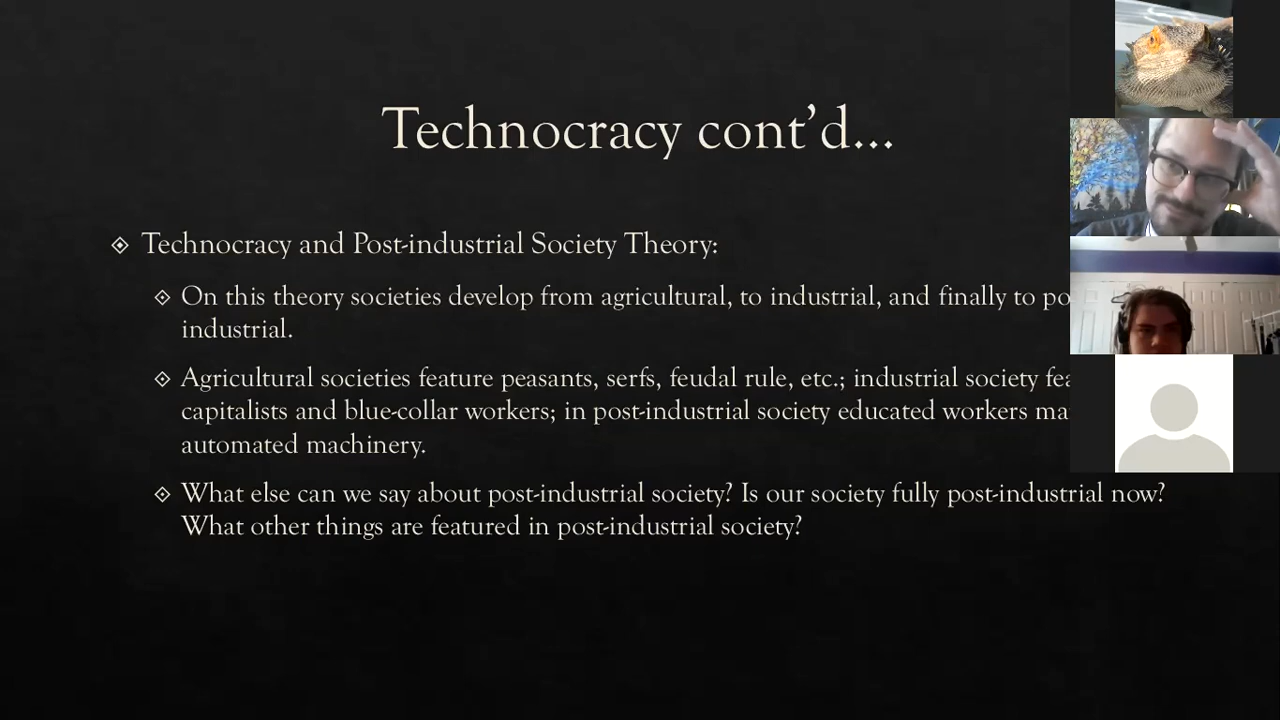 Technocracy cont’d...
Technocracy and Post-industrial Society Theory:
On this theory societies develop from agricultural, to industrial, and finally to
industrial.
Agricultural societies feature peasants, serfs, feudal rule, etc.; industrial society
capitalists and blue-collar workers; in post-industrial society educated workers
automated machinery.
What else can we say about post-industrial society? Is our society fully post-industrial now?
What other things are featured in post-industrial society?